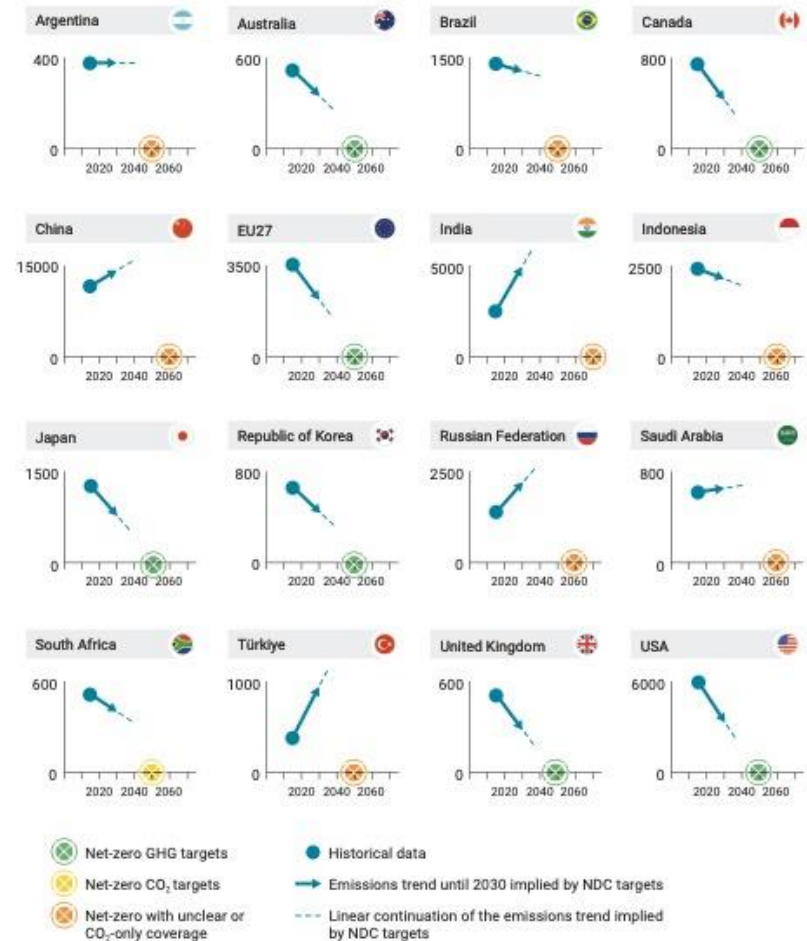 Argentina
Australia
Brazil
Canada
400
0
2020 2040 2060
600
0
2020 2040 2060
1500
0
2020 2040 2060
800
0
2020 2040 2060
China
EU27
India
Indonesia
15000
0
2020 2040 2060
3500
0
2020 2040 2060
5000
0
2020 2040 2060
2500
0
2020 2040 2060
Japan
Republic of Korea
Russian Federation
Saudi Arabia
1500
0
2020 2040 2060
800
0
2020 2040 2060
2500
0
2020 2040 2060
800
0
2020 2040 2060
South Africa
Türkiye
United Kingdom
USA
600
0
2020 2040 2060
1000
0
2020 2040 2060
600
0
2020 2040 2060
6000
0
2020 2040 2060
Net-zero GHG targets
Net-zero CO₂ targets
Net-zero with unclear or
CO₂-only coverage
Historical data
Emissions trend until 2030 implied by NDC targets
Linear continuation of the emissions trend implied
by NDC targets